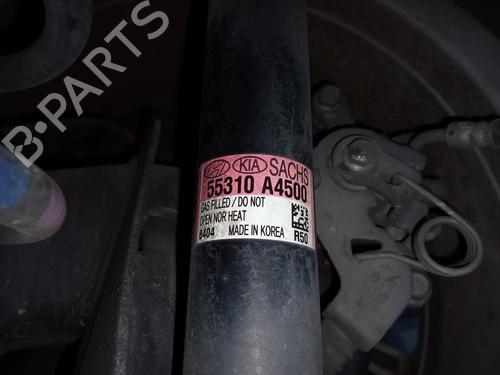 B-PARTS
KIA SACHS
55310 A4500
GAS FILLED / DO NOT
OPEN NOR HEAT
8404 MADE IN KOREA R50